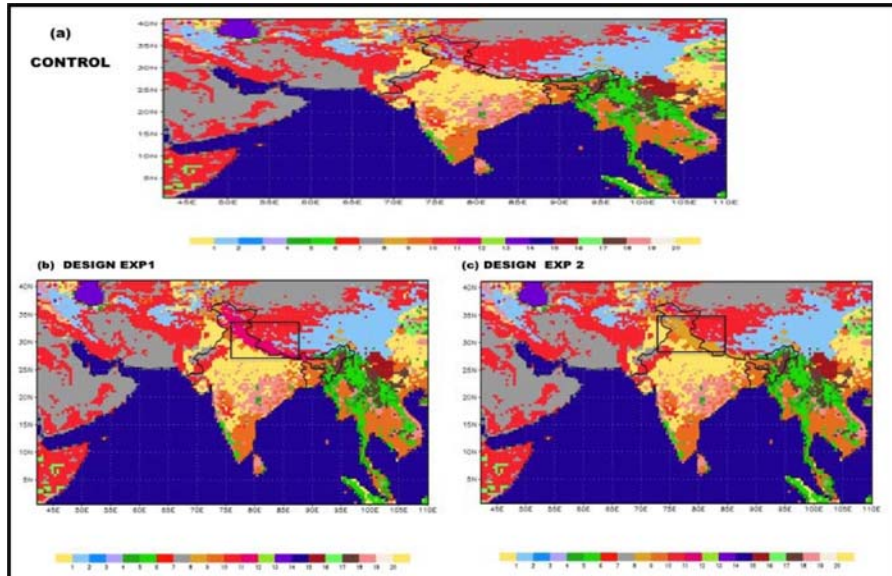 (a)
CONTROL
40N
35N
30N
25N
20N
15N
10N
5N
45E 50E 55E 60E 65E 70E 75E 80E 85E 90E 95E 100E 105E 110E
1 2 3 4 5 6 7 8 9 10 11 12 13 14 15 16 17 18 19 20
(b) DESIGN EXP1
(c) DESIGN EXP 2
40N
35N
30N
25N
20N
15N
10N
5N
45E 50E 55E 60E 65E 70E 75E 80E 85E 90E 95E 100E 105E 110E
1 2 3 4 5 6 7 8 9 10 11 12 13 14 15 16 17 18 19 20
40N
35N
30N
25N
20N
15N
10N
5N
45E 50E 55E 60E 65E 70E 75E 80E 85E 90E 95E 100E 105E 110E
1 2 3 4 5 6 7 8 9 10 11 12 13 14 15 16 17 18 19 20